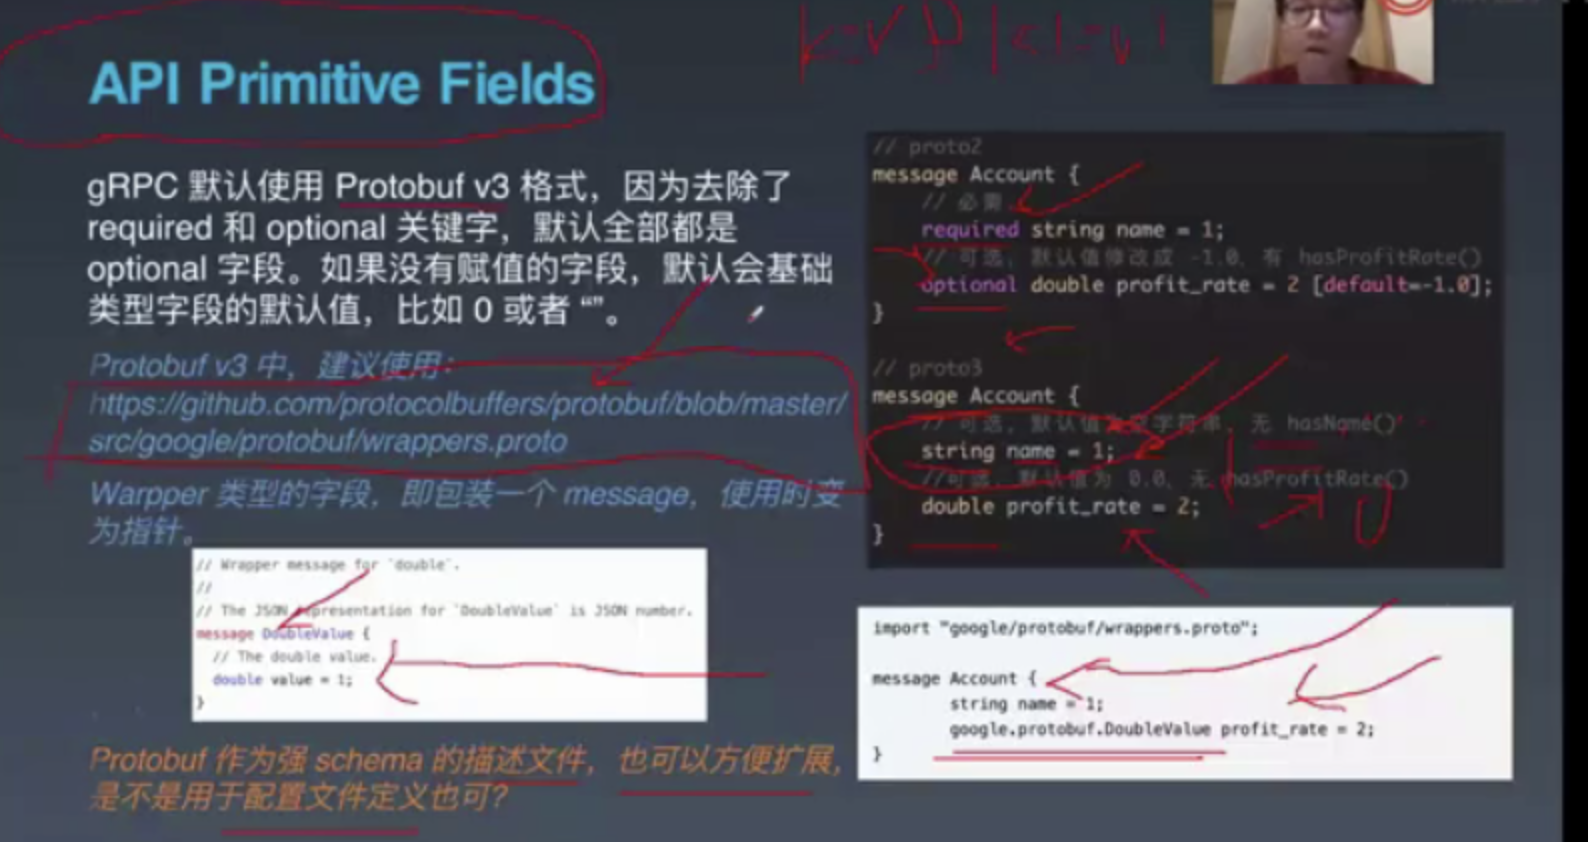 API Primitive Fields
gRPC 默认使用 Protobuf v3 格式，因为去除了
required 和 optional 关键字，默认全部都是
optional 字段。如果没有赋值的字段，默认会基础
类型字段的默认值，比如 0 或者 “”。
Protobuf v3 中，建议使用：
https://github.com/protocolbuffers/protobuf/blob/master/
src/google/protobuf/wrappers.proto
Warpper 类型的字段，即包装一个 message，使用时变
为指针。
// Wrapper message for `double`.
//
// The JSON representation for `DoubleValue` is JSON number.
message DoubleValue {
// The double value.
double value = 1;
}
Protobuf 作为强 schema 的描述文件，也可以方便扩展，
是不是用于配置文件定义也可？
// proto2
message Account {
// 必需，
required string name = 1;
// 可选，默认值修改成 -1.0，有 hasProfitRate()
optional double profit_rate = 2 [default=-1.0];
}
// proto3
message Account {
// 可选，默认值为空字符串，无 hasName()
string name = 1;
//可选，默认值为 0.0，无 hasProfitRate()
double profit_rate = 2;
}
import "google/protobuf/wrappers.proto";
message Account {
string name = 1;
google.protobuf.DoubleValue profit_rate = 2;
}